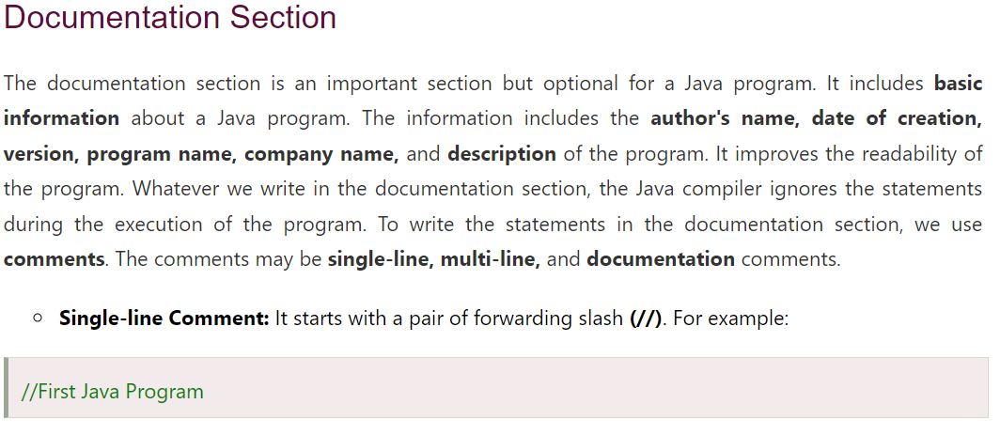 Documentation Section
The documentation section is an important section but optional for a Java program. It includes basic
information about a Java program. The information includes the author's name, date of creation,
version, program name, company name, and description of the program. It improves the readability of
the program. Whatever we write in the documentation section, the Java compiler ignores the statements
during the execution of the program. To write the statements in the documentation section, we use
comments. The comments may be single-line, multi-line, and documentation comments.
○ Single-line Comment: It starts with a pair of forwarding slash (//). For example:
//First Java Program